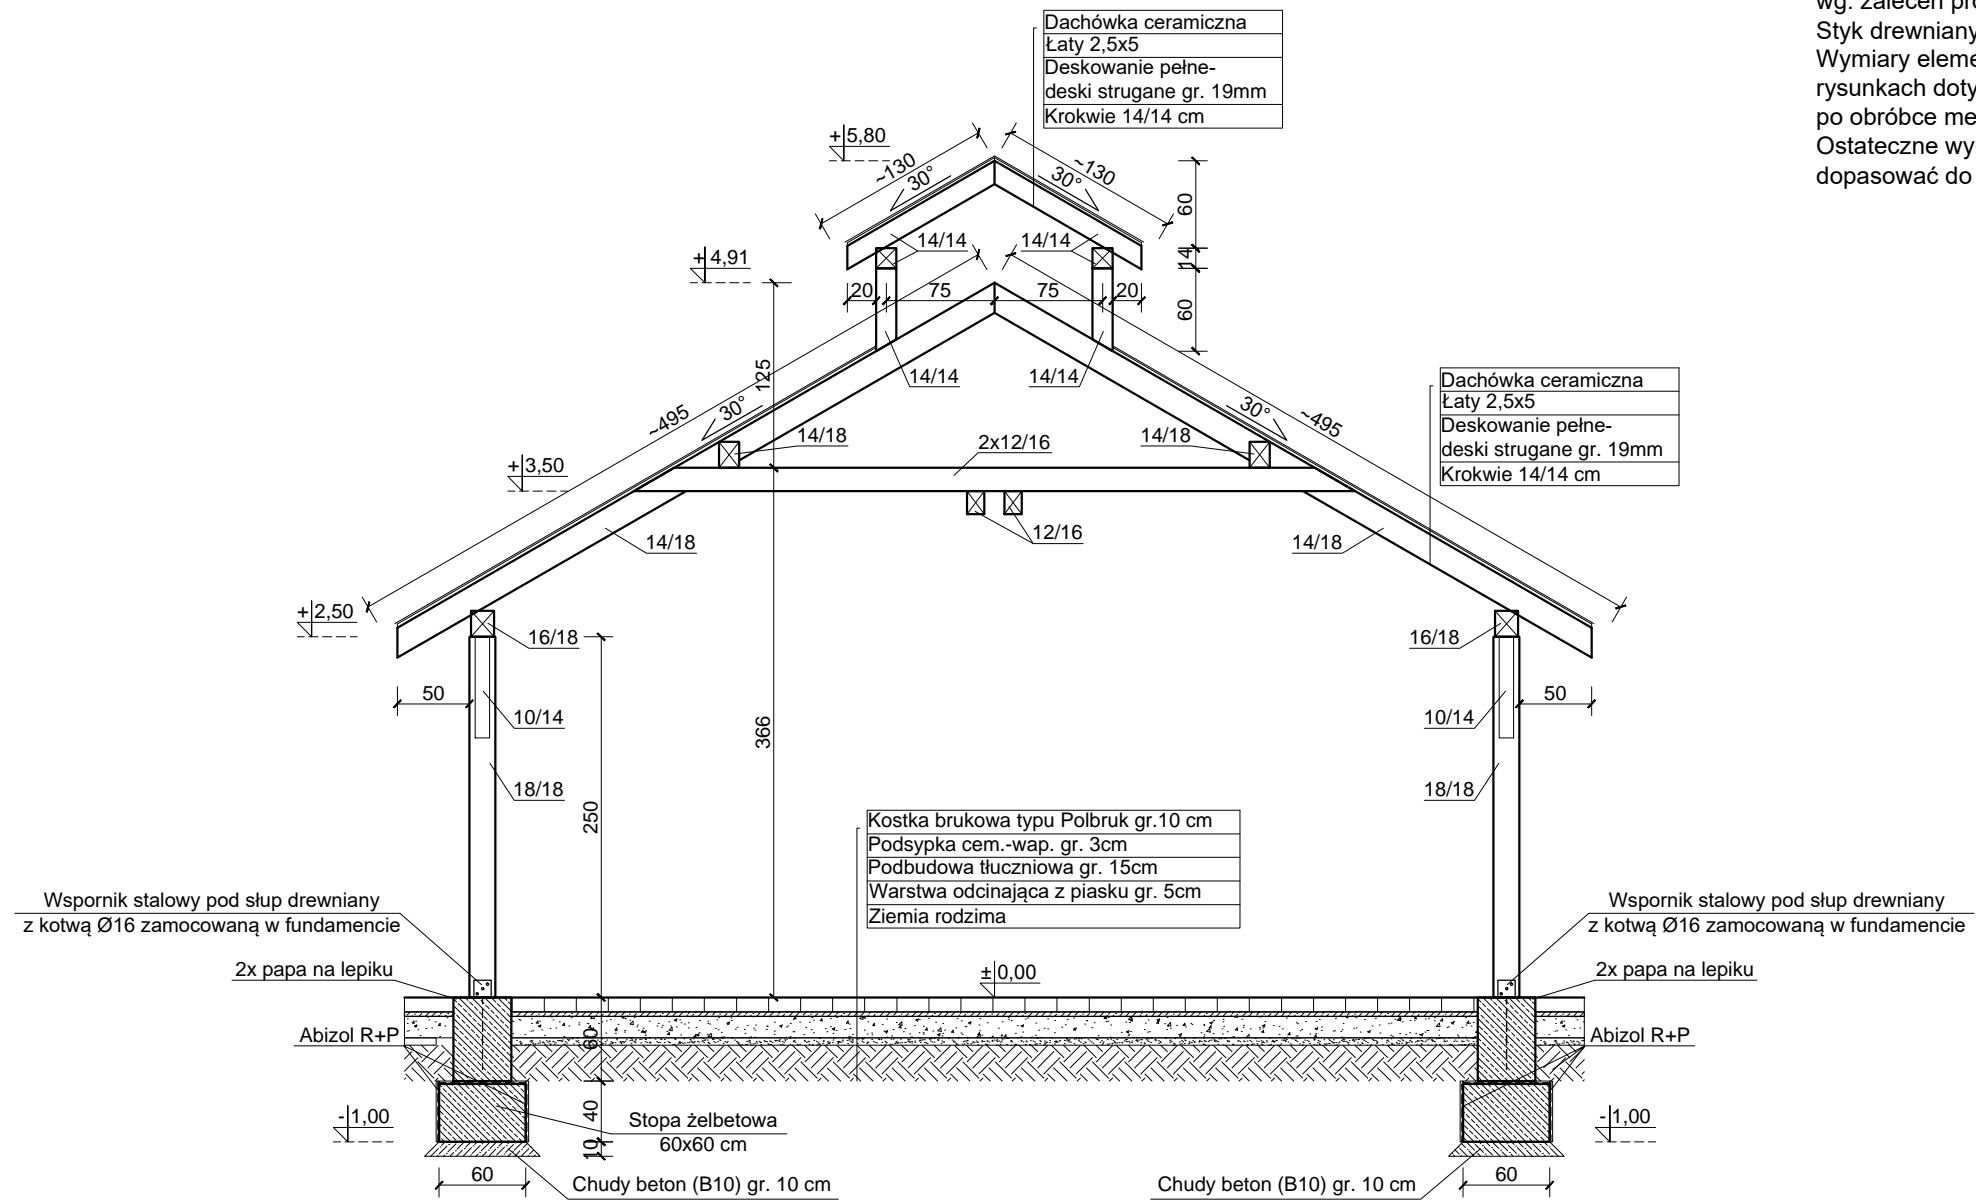 wg. zaleceń
Styk drewniany
Wymiary
rysunkach
po obróbce
Ostateczne
dopasować do
Dachówka ceramiczna
Łaty 2,5x5
Deskowanie pełne-
deski strugane gr. 19mm
Krokwie 14/14 cm
+5,80
~130
~130
30°
30°
60
14/14
14/14
14
+4,91
20
75
75
20
60
125
14/14
14/14
Dachówka ceramiczna
Łaty 2,5x5
Deskowanie pełne-
deski strugane gr. 19mm
Krokwie 14/14 cm
~495
30°
30°
~495
14/18
2x12/16
14/18
+3,50
14/18
12/16
14/18
+2,50
16/18
16/18
50
10/14
366
10/14
50
18/18
250
18/18
Kostka brukowa typu Polbruk gr.10 cm
Podsypka cem.-wap. gr. 3cm
Podbudowa tłuczniowa gr. 15cm
Warstwa odcinająca z piasku gr. 5cm
Ziemia rodzima
Wspornik stalowy pod słup drewniany
z kotwą Ø16 zamocowaną w fundamencie
Wspornik stalowy pod słup drewniany
z kotwą Ø16 zamocowaną w fundamencie
2x papa na lepiku
±0,00
2x papa na lepiku
Abizol R+P
60
Abizol R+P
-1,00
40
Stopa żelbetowa
60x60 cm
-1,00
10
60
Chudy beton (B10) gr. 10 cm
Chudy beton (B10) gr. 10 cm
60